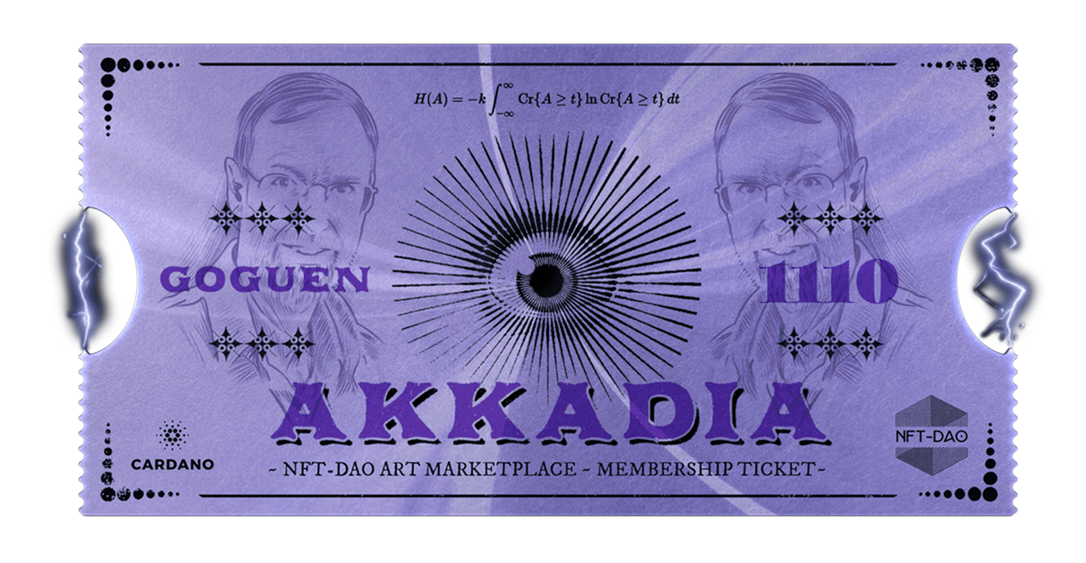 H(A) = −k ∫_{−∞}^{∞} Cr{A ≥ t} ln Cr{A ≥ t} dt
GOGUEN
1110
AKKADIA
CARDANO
~ NFT-DAO ART MARKETPLACE ~ MEMBERSHIP TICKET~
NFT-DAO